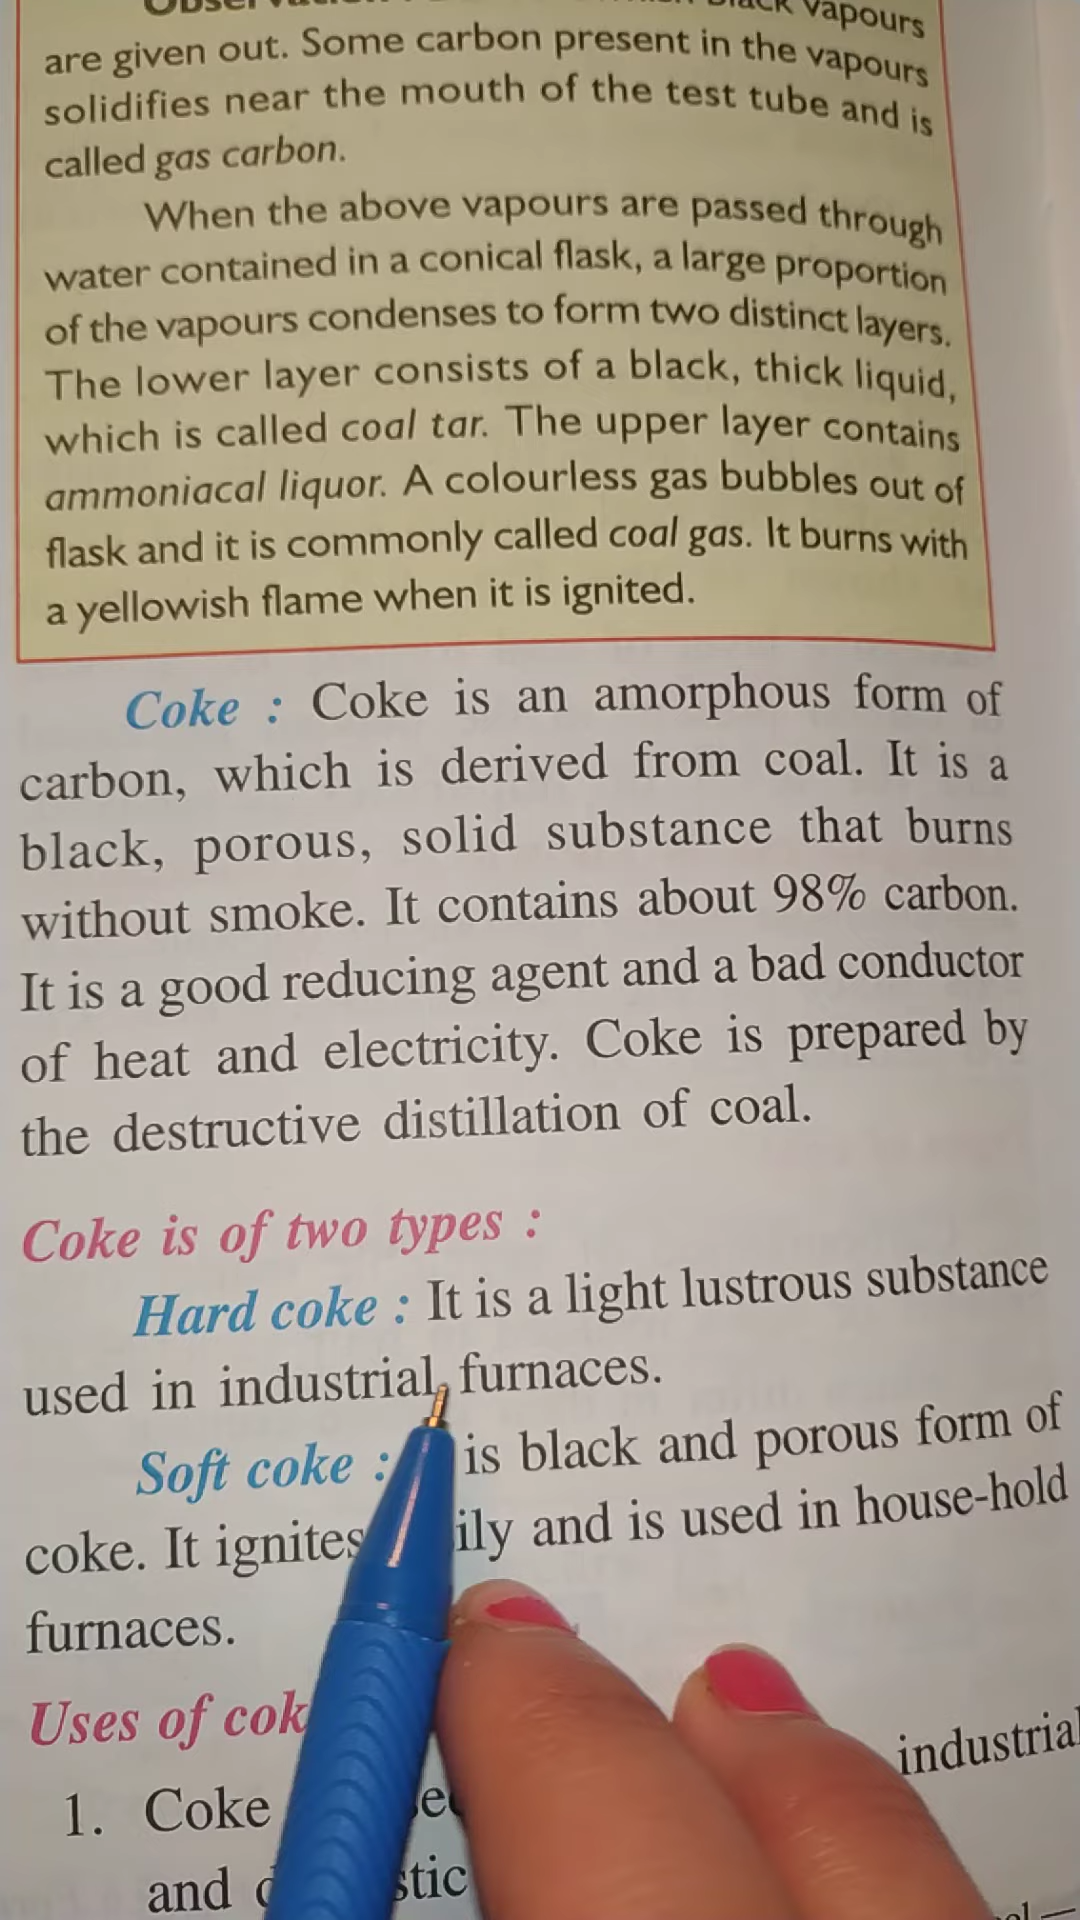 Black vapours
are given out. Some carbon present in the vapours
solidifies near the mouth of the test tube and is
called gas carbon.
When the above vapours are passed through
water contained in a conical flask, a large proportion
of the vapours condenses to form two distinct layers.
The lower layer consists of a black, thick liquid,
which is called coal tar. The upper layer contains
ammoniacal liquor. A colourless gas bubbles out of
flask and it is commonly called coal gas. It burns with
a yellowish flame when it is ignited.
Coke : Coke is an amorphous form of
carbon, which is derived from coal. It is a
black, porous, solid substance that burns
without smoke. It contains about 98% carbon.
It is a good reducing agent and a bad conductor
of heat and electricity. Coke is prepared by
the destructive distillation of coal.
Coke is of two types :
Hard coke : It is a light lustrous substance
used in industrial furnaces.
Soft coke : is black and porous form of
coke. It ignites and is used in house-hold
furnaces.
Uses of
1. Coke industrial
and